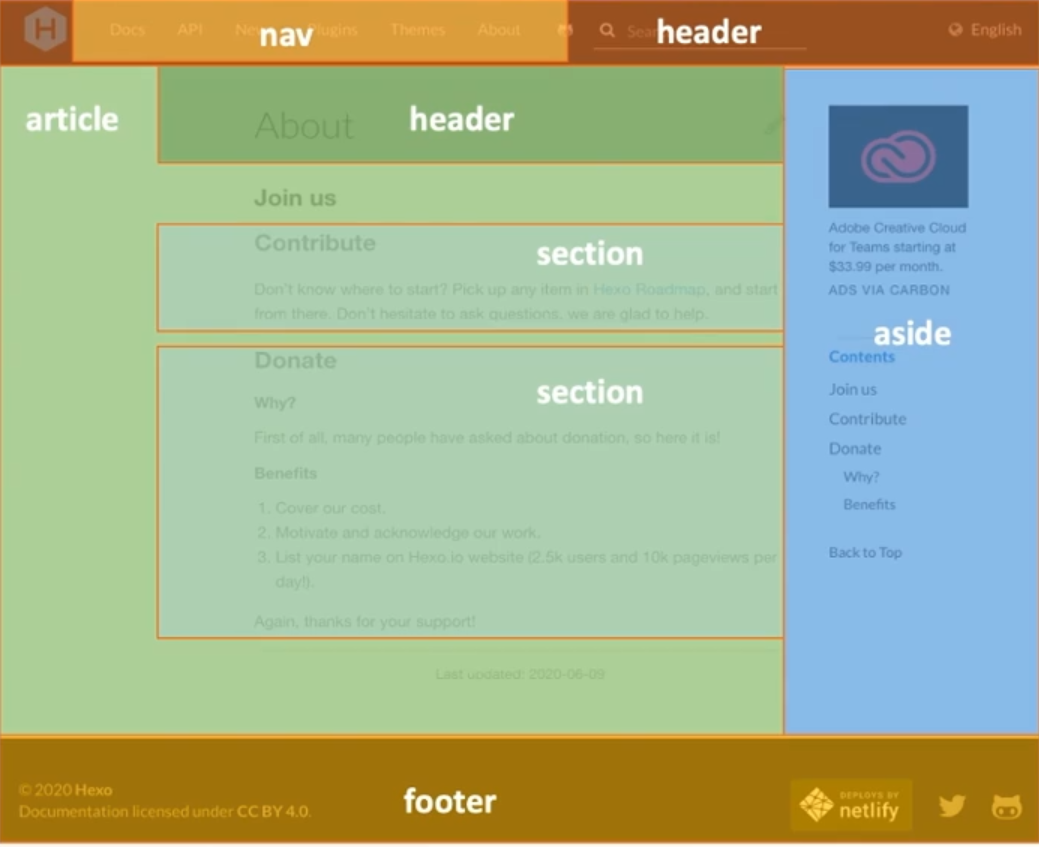 Docs API Ne Plugins Themes About Sear English
nav
header
article
About
header
Join us
Contribute
section
Don't know where to start? Pick up any item in Hexo Roadmap, and start
from there. Don't hesitate to ask questions, we are glad to help.
Donate
section
Why?
First of all, many people have asked about donation, so here it is!
Benefits
1. Cover our cost.
2. Motivate and acknowledge our work.
3. List your name on Hexo.io website (2.5k users and 10k pageviews per
day!).
Again, thanks for your support!
Last updated: 2020-06-09
Adobe Creative Cloud
for Teams starting at
$33.99 per month.
ADS VIA CARBON
aside
Contents
Join us
Contribute
Donate
Why?
Benefits
Back to Top
© 2020 Hexo
Documentation licensed under CC BY 4.0.
footer
DEPLOYS BY
netlify